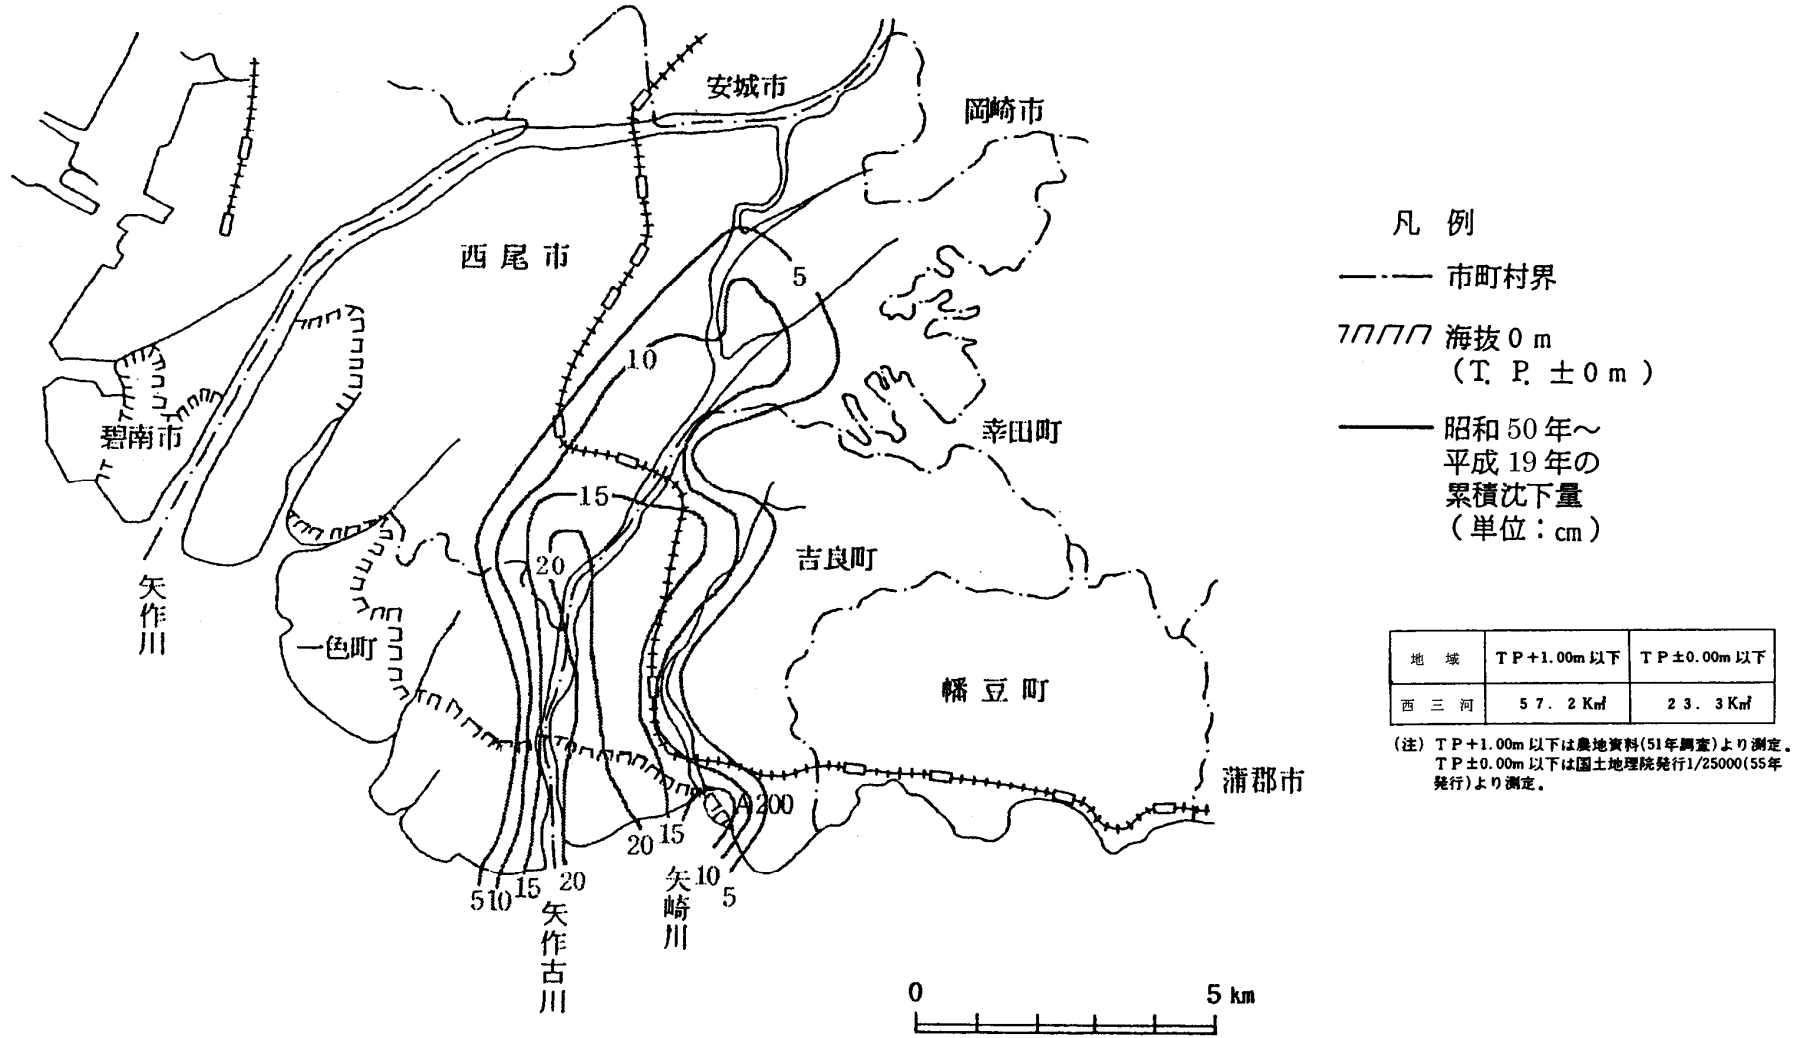 安城市
岡崎市
西尾市
5
10
碧南市
幸田町
15
20
吉良町
矢作川
一色町
幡豆町
蒲郡市
A200
20
15
10
5
5
10
15
20
矢作古川
矢崎川
0 5 km
凡 例
市町村界
海抜0m
(T. P. ±0m)
昭和50年～
平成19年の
累積沈下量
(単位：cm)
地 域 TP+1.00m以下 TP±0.00m以下
西 三 河 57.2K㎡ 23.3K㎡
(注) TP+1.00m以下は農地資料(51年調査)より測定。
TP±0.00m以下は国土地理院発行1/25000(55年
発行)より測定。